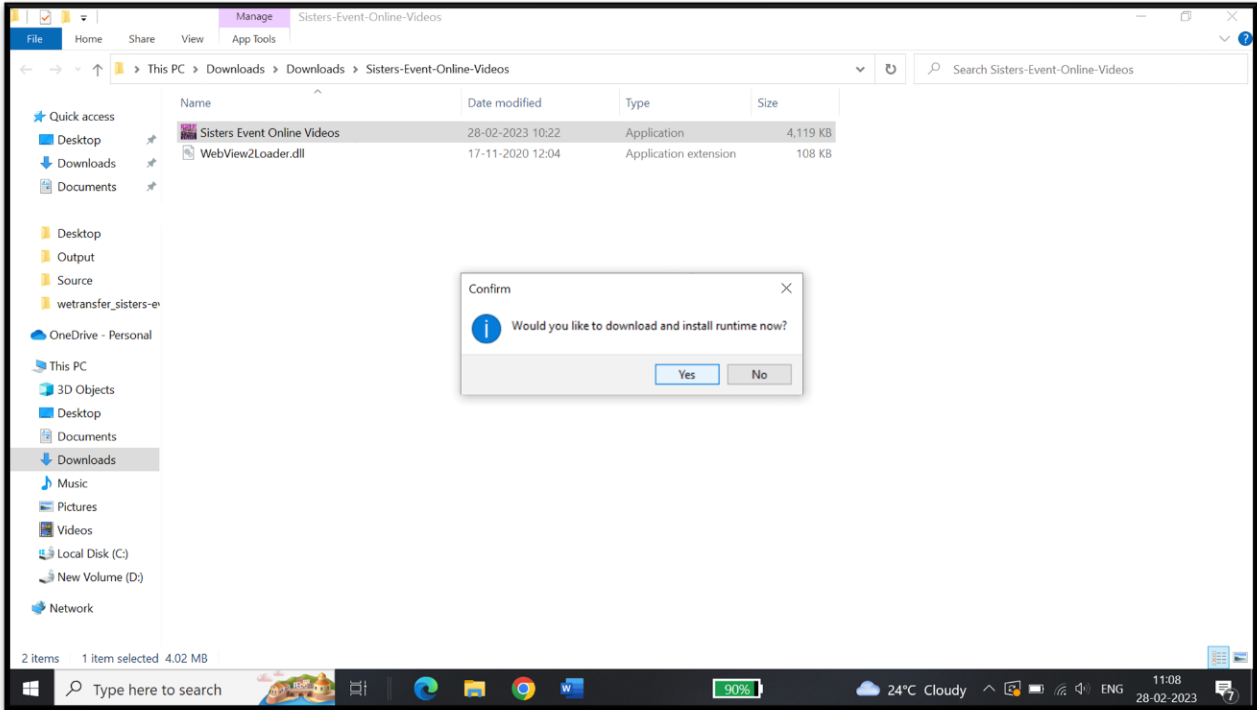 Manage Sisters-Event-Online-Videos
File Home Share View App Tools
This PC > Downloads > Downloads > Sisters-Event-Online-Videos
Search Sisters-Event-Online-Videos
Name Date modified Type Size
Quick access
Sisters Event Online Videos 28-02-2023 10:22 Application 4,119 KB
Desktop
WebView2Loader.dll 17-11-2020 12:04 Application extension 108 KB
Downloads
Documents
Desktop
Output
Source
wetransfer_sisters-ev
OneDrive - Personal
This PC
3D Objects
Desktop
Documents
Downloads
Music
Pictures
Videos
Local Disk (C:)
New Volume (D:)
Network
Confirm
Would you like to download and install runtime now?
Yes No
2 items 1 item selected 4.02 MB
Type here to search
90%
24°C Cloudy
ENG
11:08
28-02-2023
7